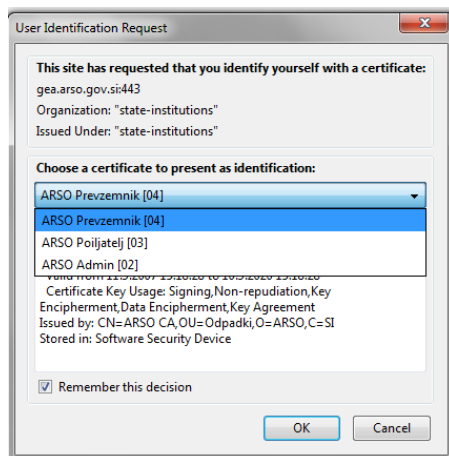 User Identification Request
This site has requested that you identify yourself with a certificate:
gea.arso.gov.si:443
Organization: "state-institutions"
Issued Under: "state-institutions"
Choose a certificate to present as identification:
ARSO Prevzemnik [04]
ARSO Prevzemnik [04]
ARSO Poiljatelj [03]
ARSO Admin [02]
Certificate Key Usage: Signing,Non-repudiation,Key
Encipherment,Data Encipherment,Key Agreement
Issued by: CN=ARSO CA,OU=Odpadki,O=ARSO,C=SI
Stored in: Software Security Device
Remember this decision
OK
Cancel